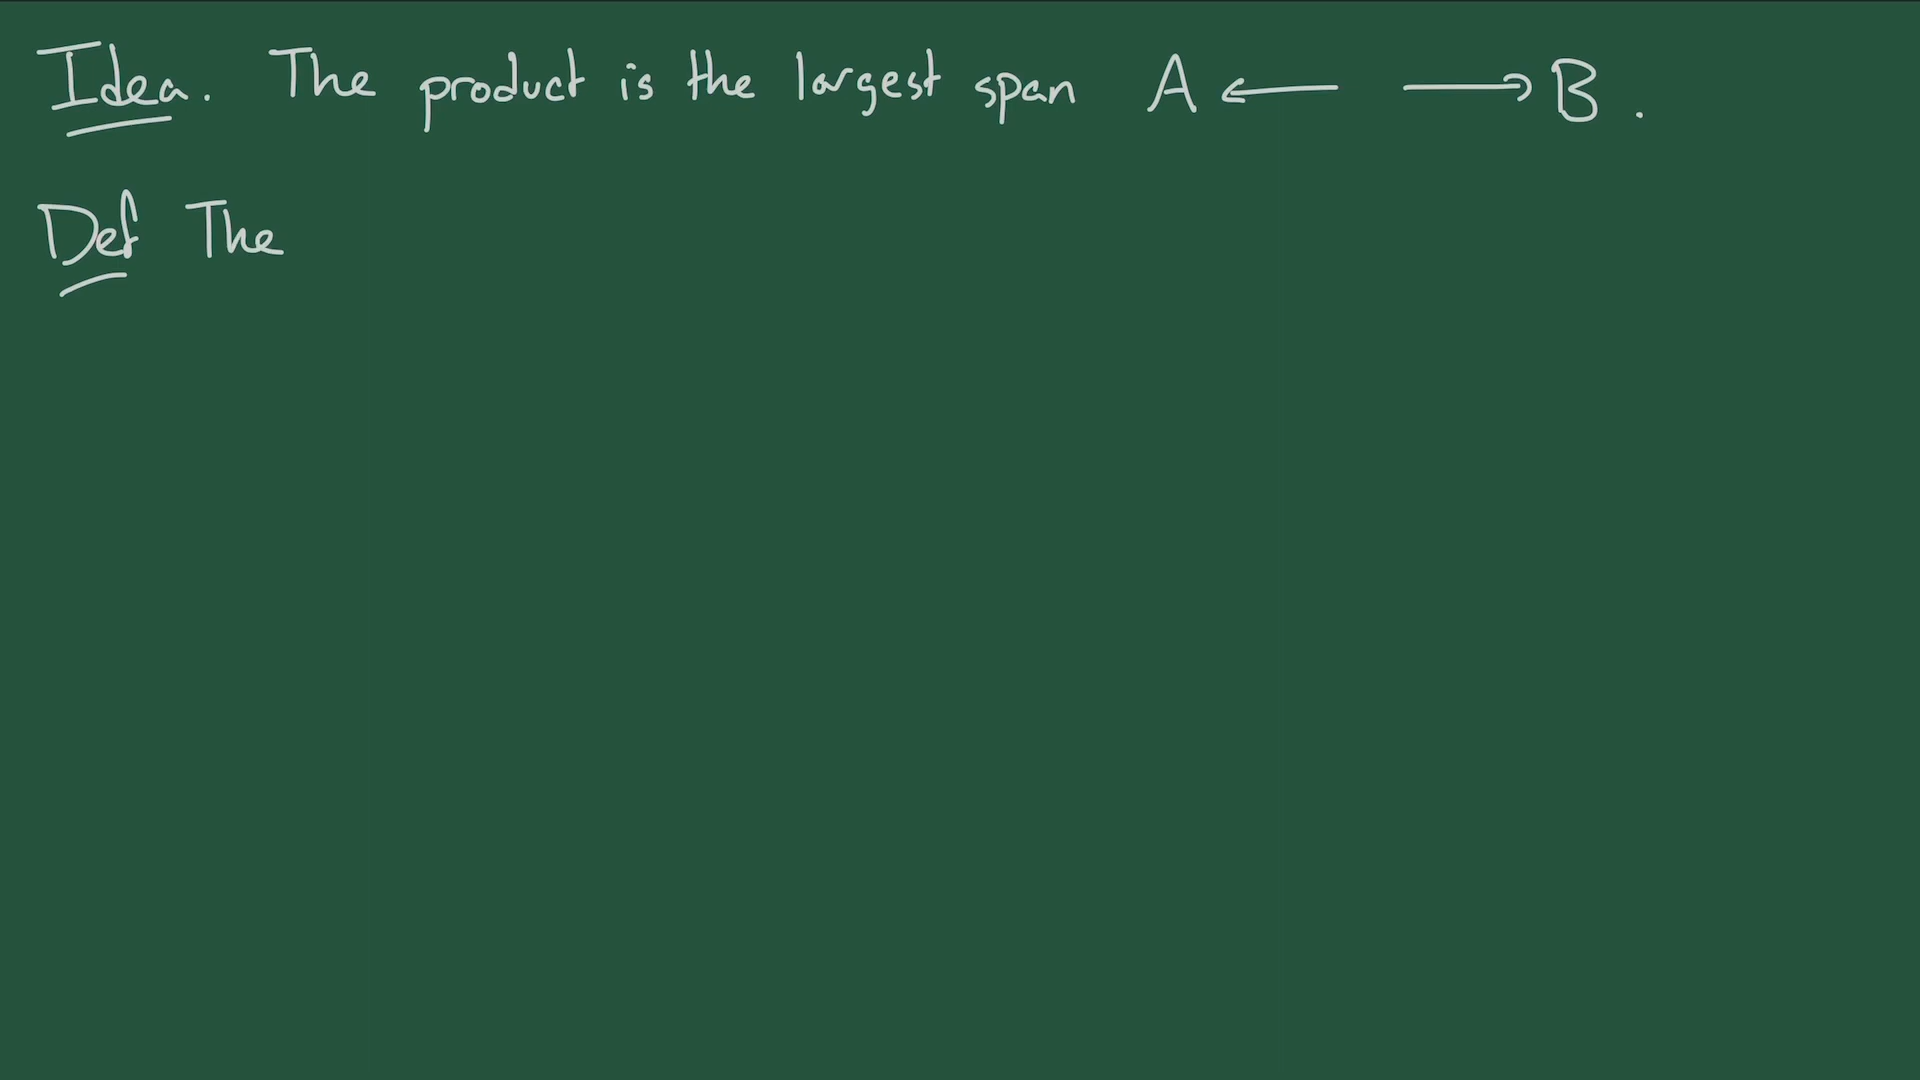 Idea. The product is the largest span A ← → B.
Def The